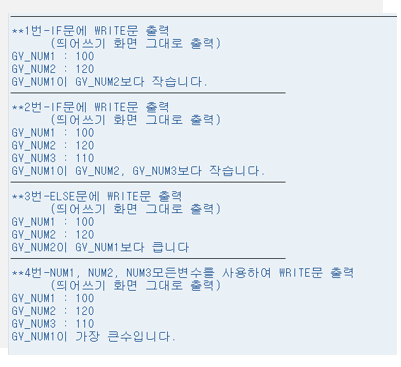 **1번-IF문에 WRITE문 출력
(띄어쓰기 화면 그대로 출력)
GV_NUM1 : 100
GV_NUM2 : 120
GV_NUM1이 GV_NUM2보다 작습니다.
**2번-IF문에 WRITE문 출력
(띄어쓰기 화면 그대로 출력)
GV_NUM1 : 100
GV_NUM2 : 120
GV_NUM3 : 110
GV_NUM1이 GV_NUM2, GV_NUM3보다 작습니다.
**3번-ELSE문에 WRITE문 출력
(띄어쓰기 화면 그대로 출력)
GV_NUM1 : 100
GV_NUM2 : 120
GV_NUM2이 GV_NUM1보다 큽니다
**4번-NUM1, NUM2, NUM3모든변수를 사용하여 WRITE문 출력
(띄어쓰기 화면 그대로 출력)
GV_NUM1 : 100
GV_NUM2 : 120
GV_NUM3 : 110
GV_NUM1이 가장 큰수입니다.